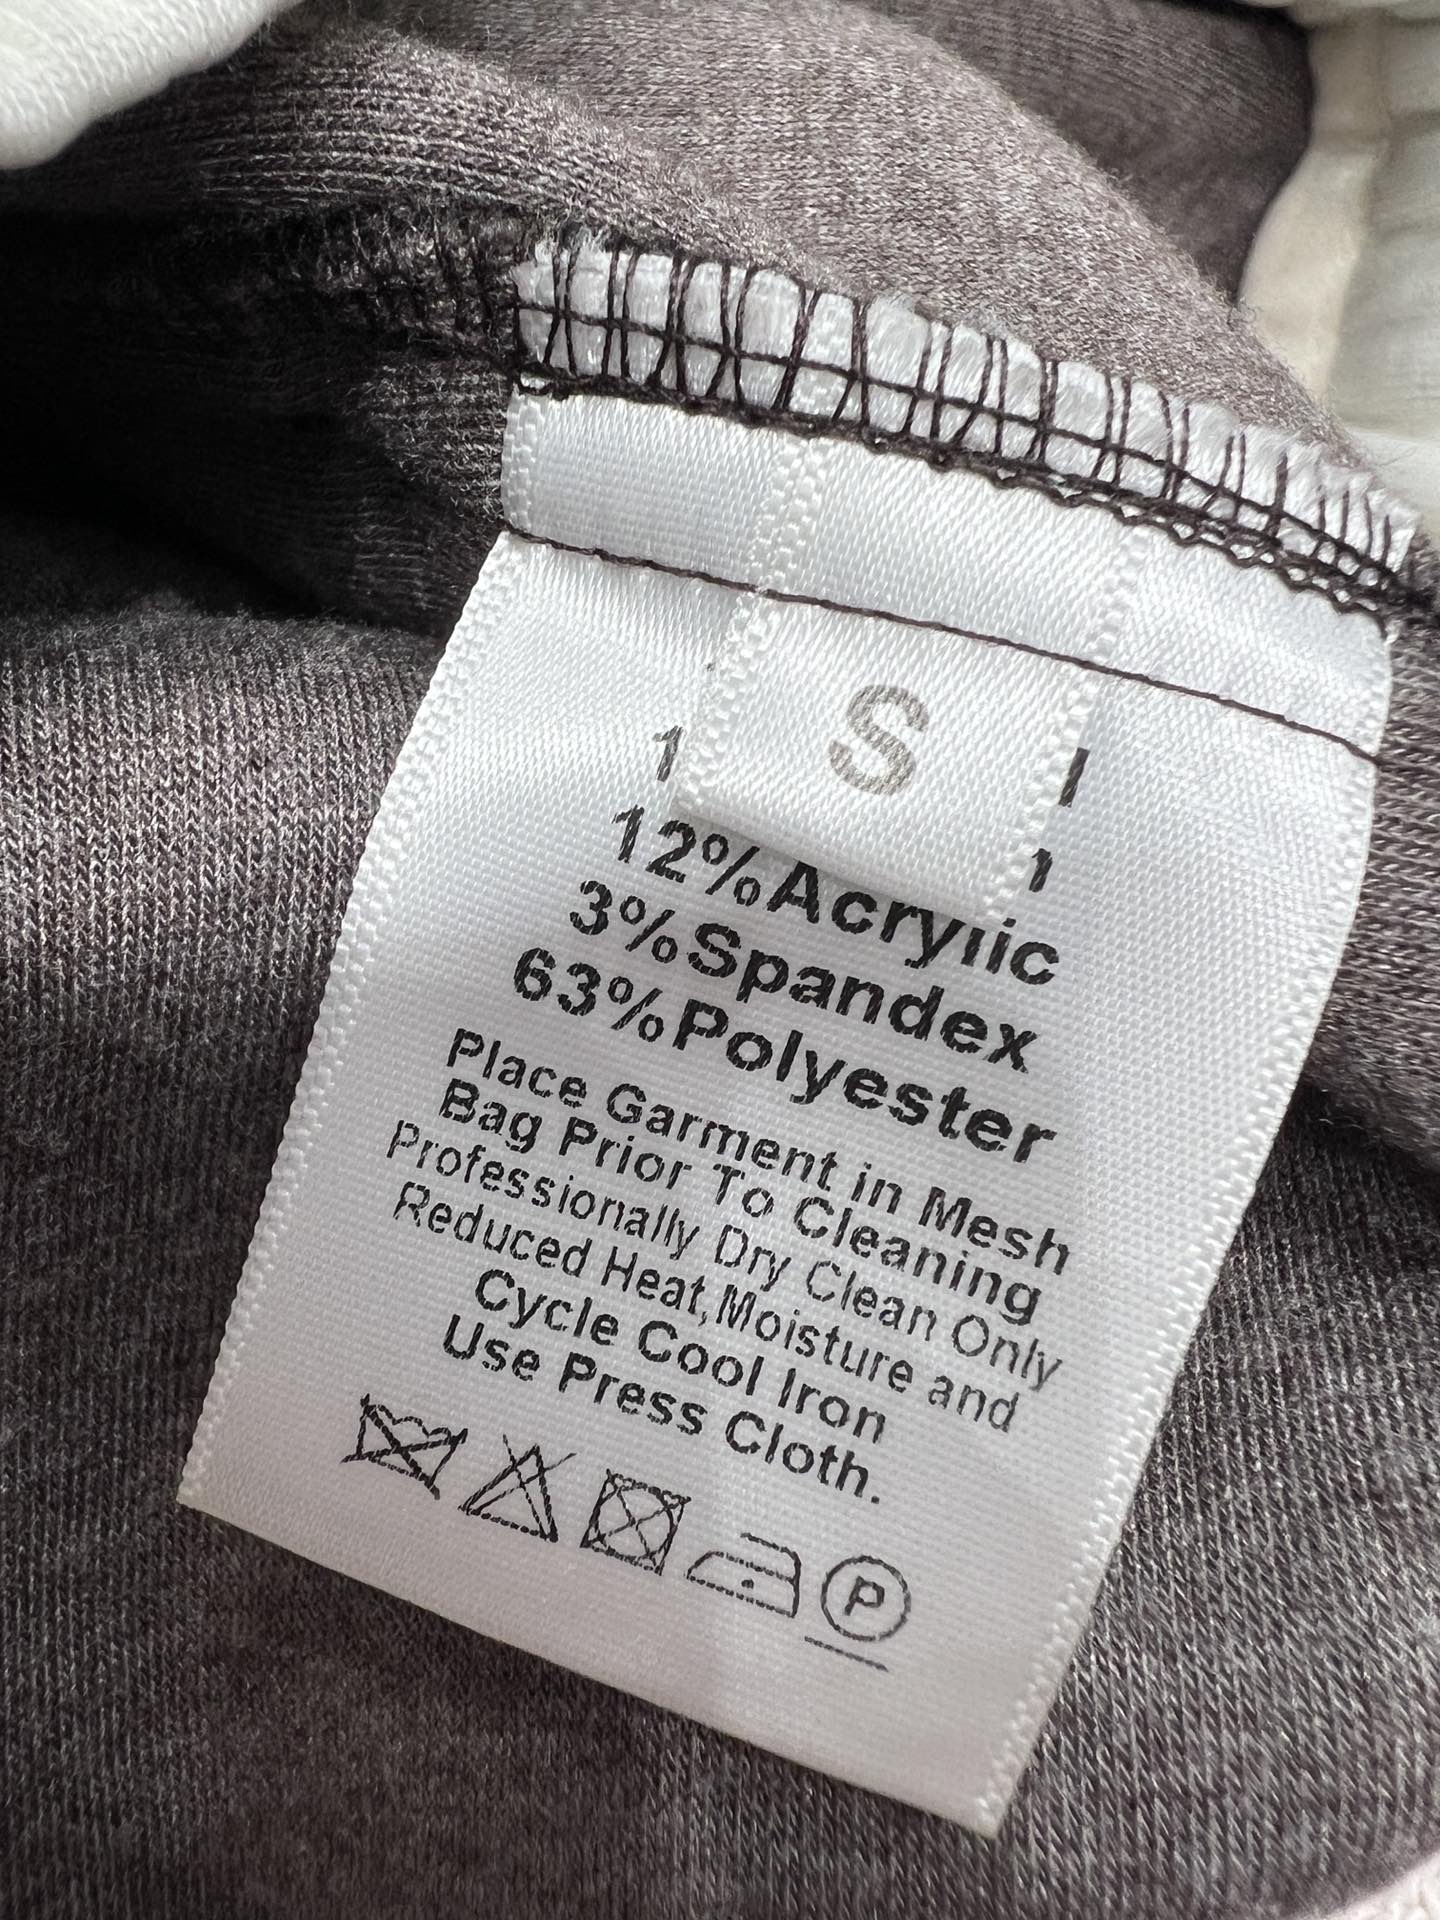 S
12%Acrylic
3%Spandex
63%Polyester
Place Garment in Mesh
Bag Prior To Cleaning
Professionally Dry Clean Only
Reduced Heat,Moisture and
Cycle Cool Iron
Use Press Cloth.
P